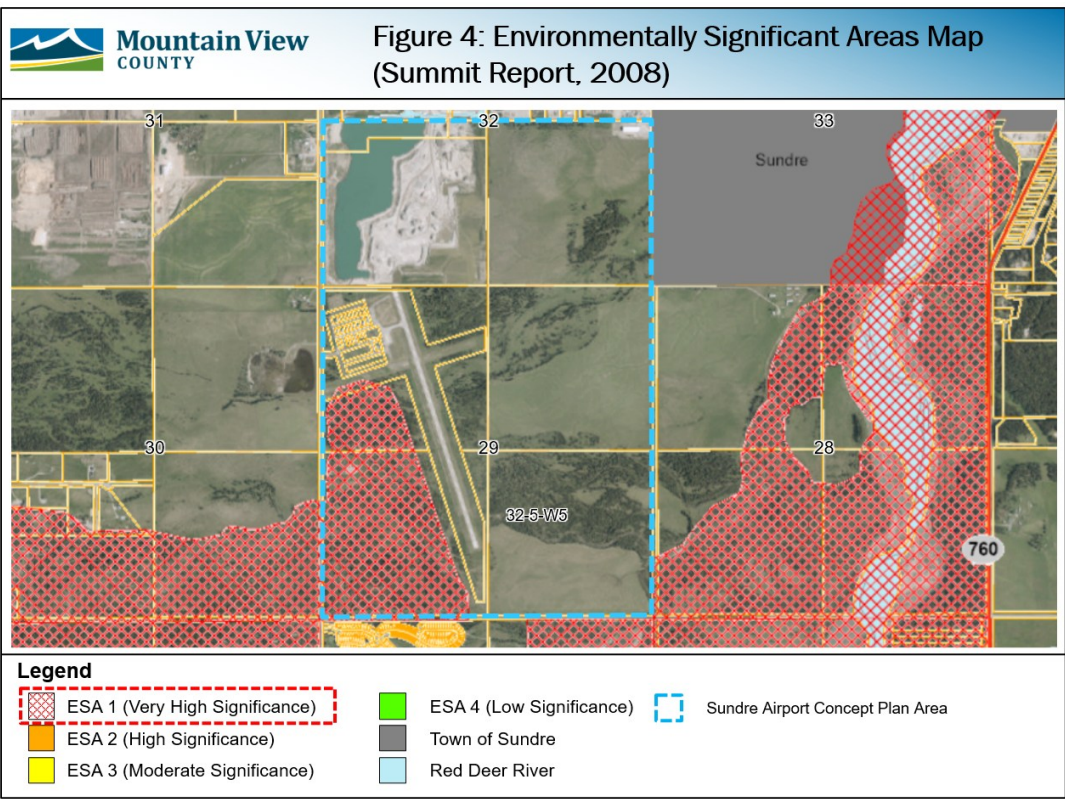 Mountain View
COUNTY
Figure 4: Environmentally Significant Areas Map
(Summit Report, 2008)
31
32
33
Sundre
30
29
28
32-5-W5
760
Legend
ESA 1 (Very High Significance)
ESA 2 (High Significance)
ESA 3 (Moderate Significance)
ESA 4 (Low Significance)
Town of Sundre
Red Deer River
Sundre Airport Concept Plan Area